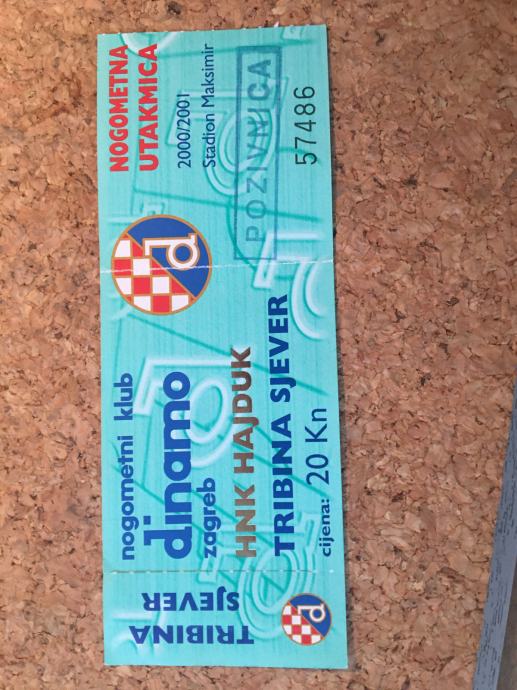 TRIBINA
SJEVER
nogometni klub
dinamo
zagreb
HNK HAJDUK
TRIBINA SJEVER
cijena: 20 Kn
d
d
NOGOMETNA
UTAKMICA
2000/2001
Stadion Maksimir
POZIVNICA
57486